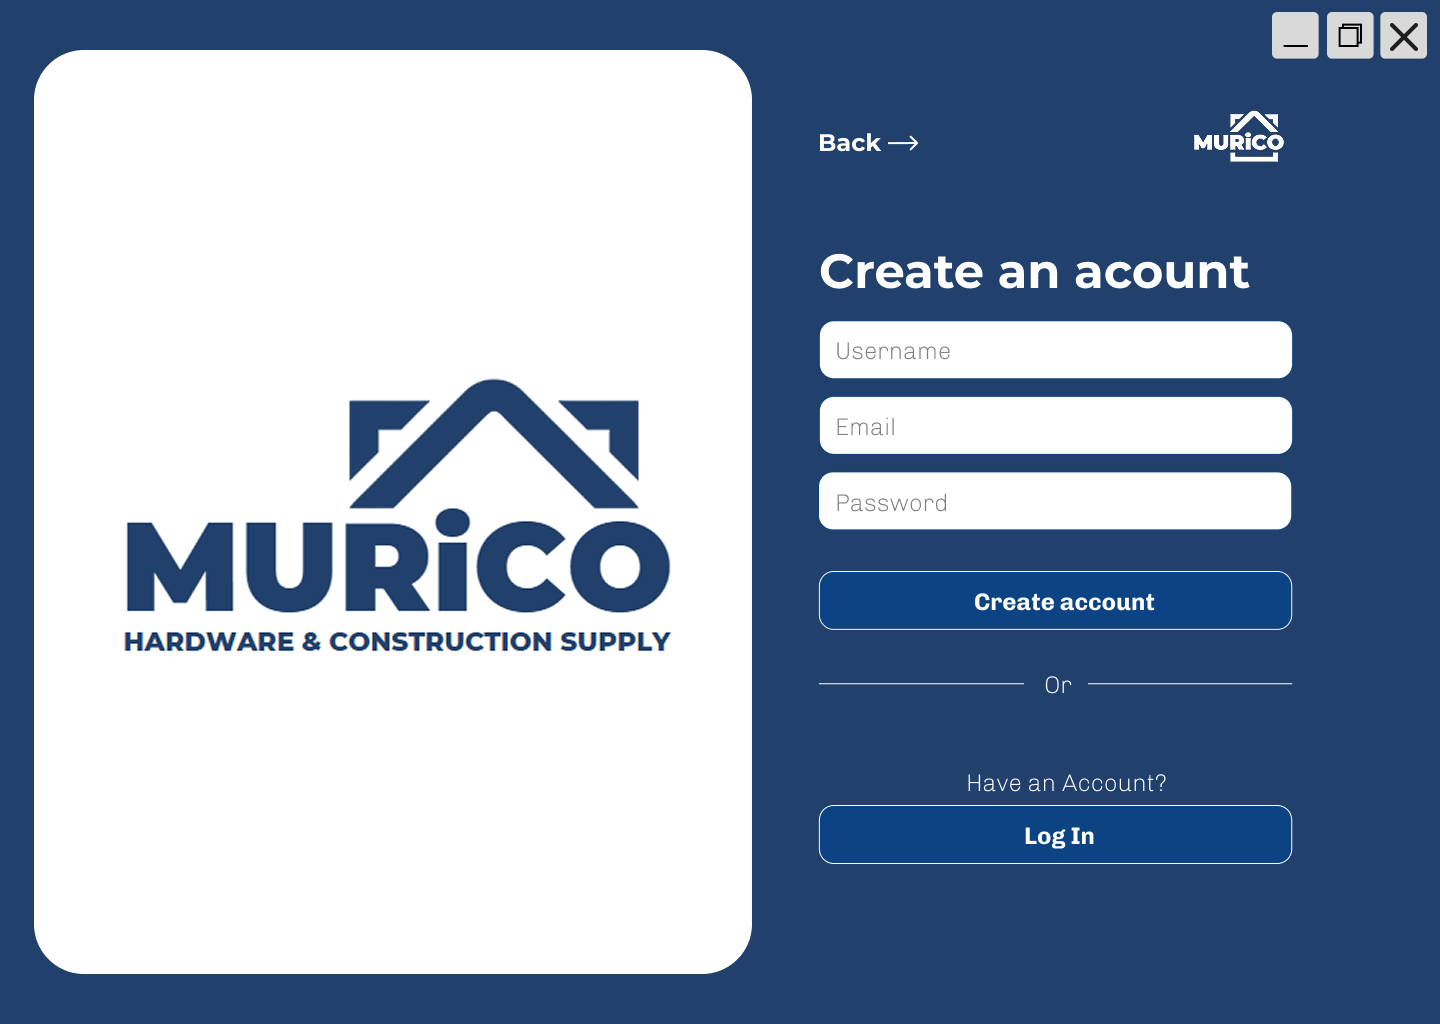 MURiCO
HARDWARE & CONSTRUCTION SUPPLY
Back
MURiCO
Create an acount
Username
Email
Password
Create account
Or
Have an Account?
Log In